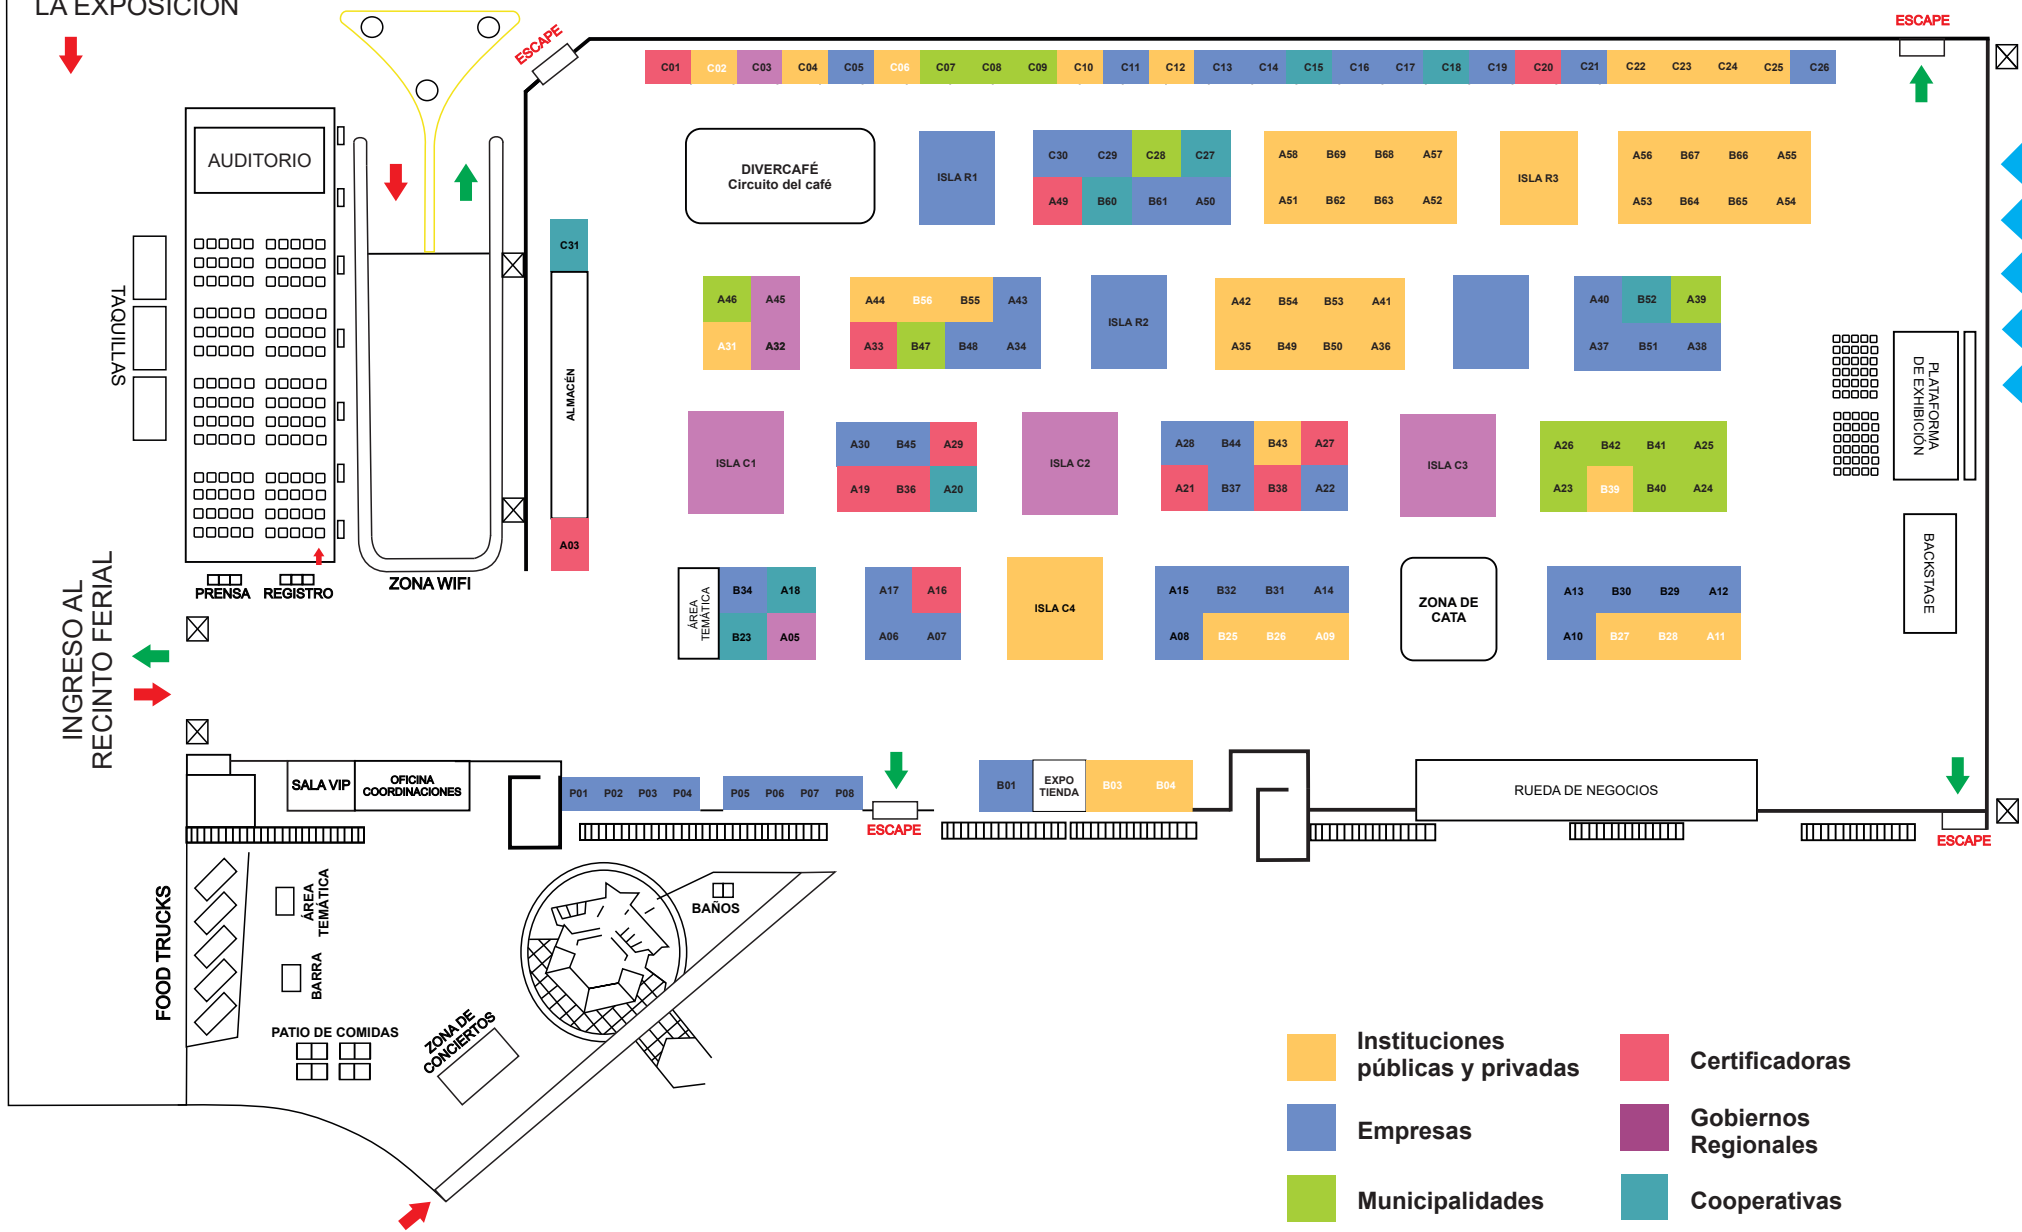 LA EXPOSICIÓN
ESCAPE
ESCAPE
C01 C02 C03 C04 C05 C06 C07 C08 C09 C10 C11 C12 C13 C14 C15 C16 C17 C18 C19 C20 C21 C22 C23 C24 C25 C26
AUDITORIO
DIVERCAFÉ
Circuito del café
ISLA R1
C30 C29 C28 C27
A49 B60 B61 A50
A58 B69 B68 A57
A51 B62 B63 A52
ISLA R3
A56 B67 B66 A55
A53 B64 B65 A54
TAQUILLAS
C31
ALMACÉN
A03
A46 A45
A31 A32
A44 B56 B55 A43
A33 B47 B48 A34
ISLA R2
A42 B54 B53 A41
A35 B49 B50 A36
A40 B52 A39
A37 B51 A38
PLATAFORMA
DE EXHIBICIÓN
ISLA C1
A30 B45 A29
A19 B36 A20
ISLA C2
A28 B44 B43 A27
A21 B37 B38 A22
ISLA C3
A26 B42 B41 A25
A23 B39 B40 A24
BACKSTAGE
PRENSA
REGISTRO
ZONA WIFI
ÁREA
TEMÁTICA
B34 A18
B23 A05
A17 A16
A06 A07
ISLA C4
A15 B32 B31 A14
A08 B25 B26 A09
ZONA DE
CATA
A13 B30 B29 A12
A10 B27 B28 A11
INGRESO AL
RECINTO FERIAL
SALA VIP
OFICINA
COORDINACIONES
P01 P02 P03 P04
P05 P06 P07 P08
ESCAPE
B01
EXPO
TIENDA
B03 B04
RUEDA DE NEGOCIOS
ESCAPE
FOOD TRUCKS
ÁREA
TEMÁTICA
BARRA
PATIO DE COMIDAS
ZONA DE
CONCIERTOS
BAÑOS
Instituciones
públicas y privadas
Empresas
Municipalidades
Certificadoras
Gobiernos
Regionales
Cooperativas